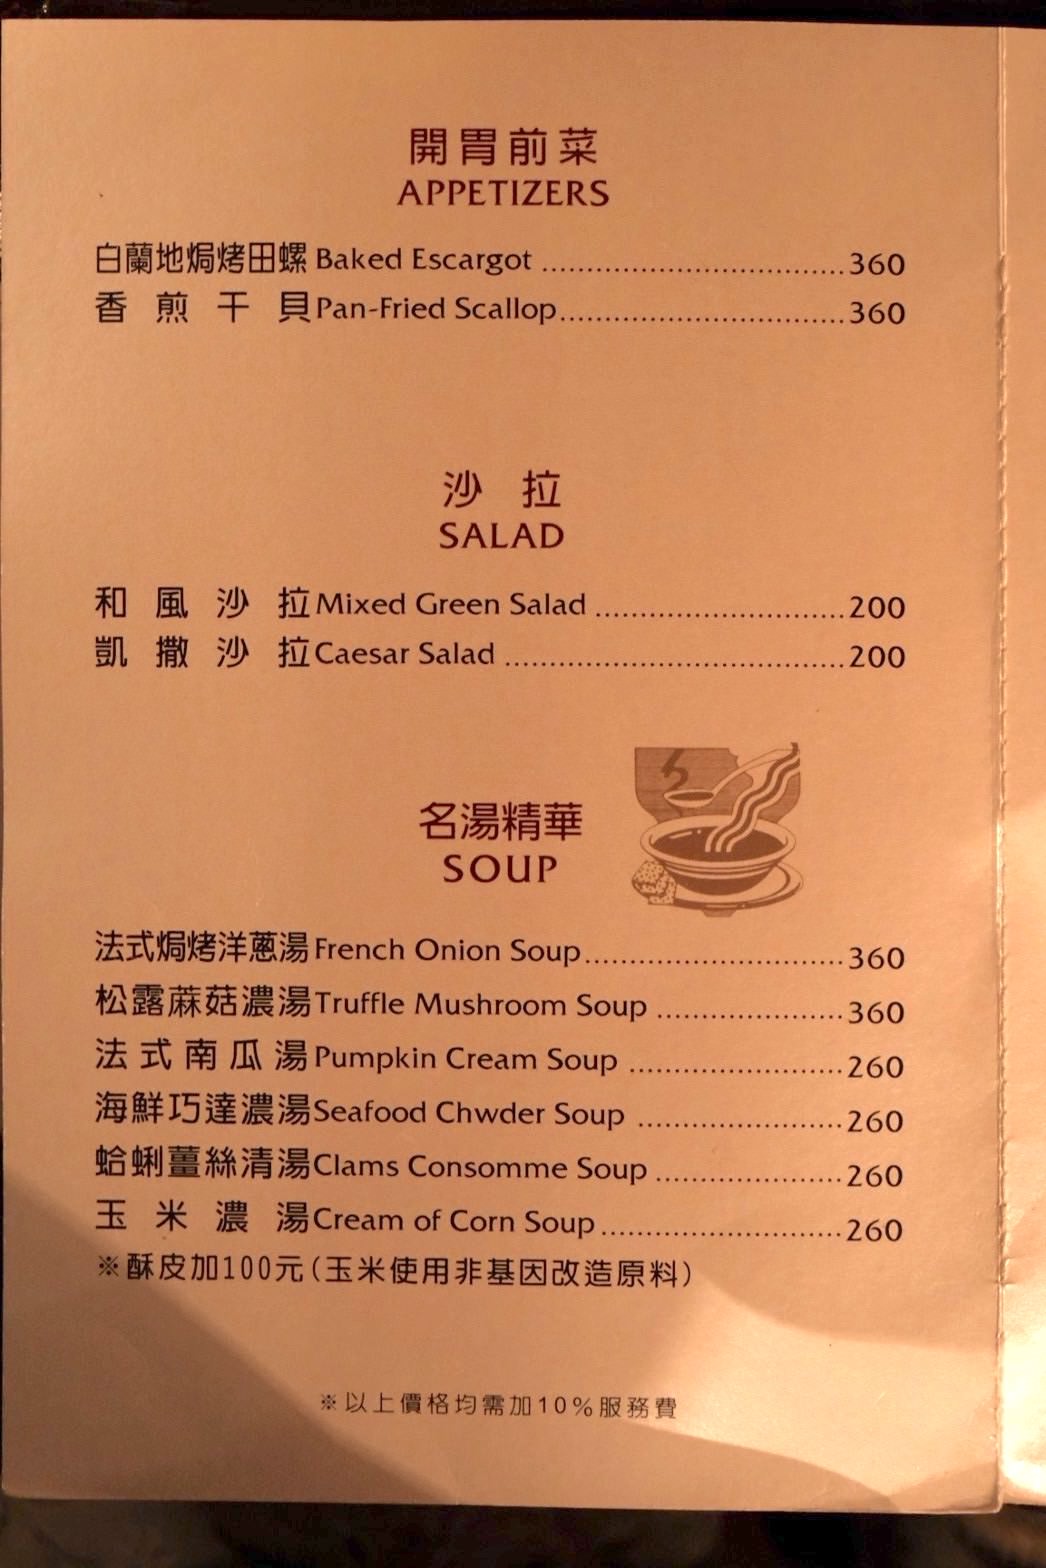 開胃前菜
APPETIZERS
白蘭地焗烤田螺 Baked Escargot ................................. 360
香煎干貝 Pan-Fried Scallop ............................... 360
沙拉
SALAD
和風沙拉 Mixed Green Salad ........................... 200
凱撒沙拉 Caesar Salad ..................................... 200
名湯精華
SOUP
法式焗烤洋蔥湯 French Onion Soup ............................ 360
松露蔴菇濃湯 Truffle Mushroom Soup .................... 360
法式南瓜湯 Pumpkin Cream Soup ....................... 260
海鮮巧達濃湯 Seafood Chwder Soup ...................... 260
蛤蜊薑絲清湯 Clams Consomme Soup .................... 260
玉米濃湯 Cream of Corn Soup .......................... 260
※酥皮加100元(玉米使用非基因改造原料)
※以上價格均需加10%服務費